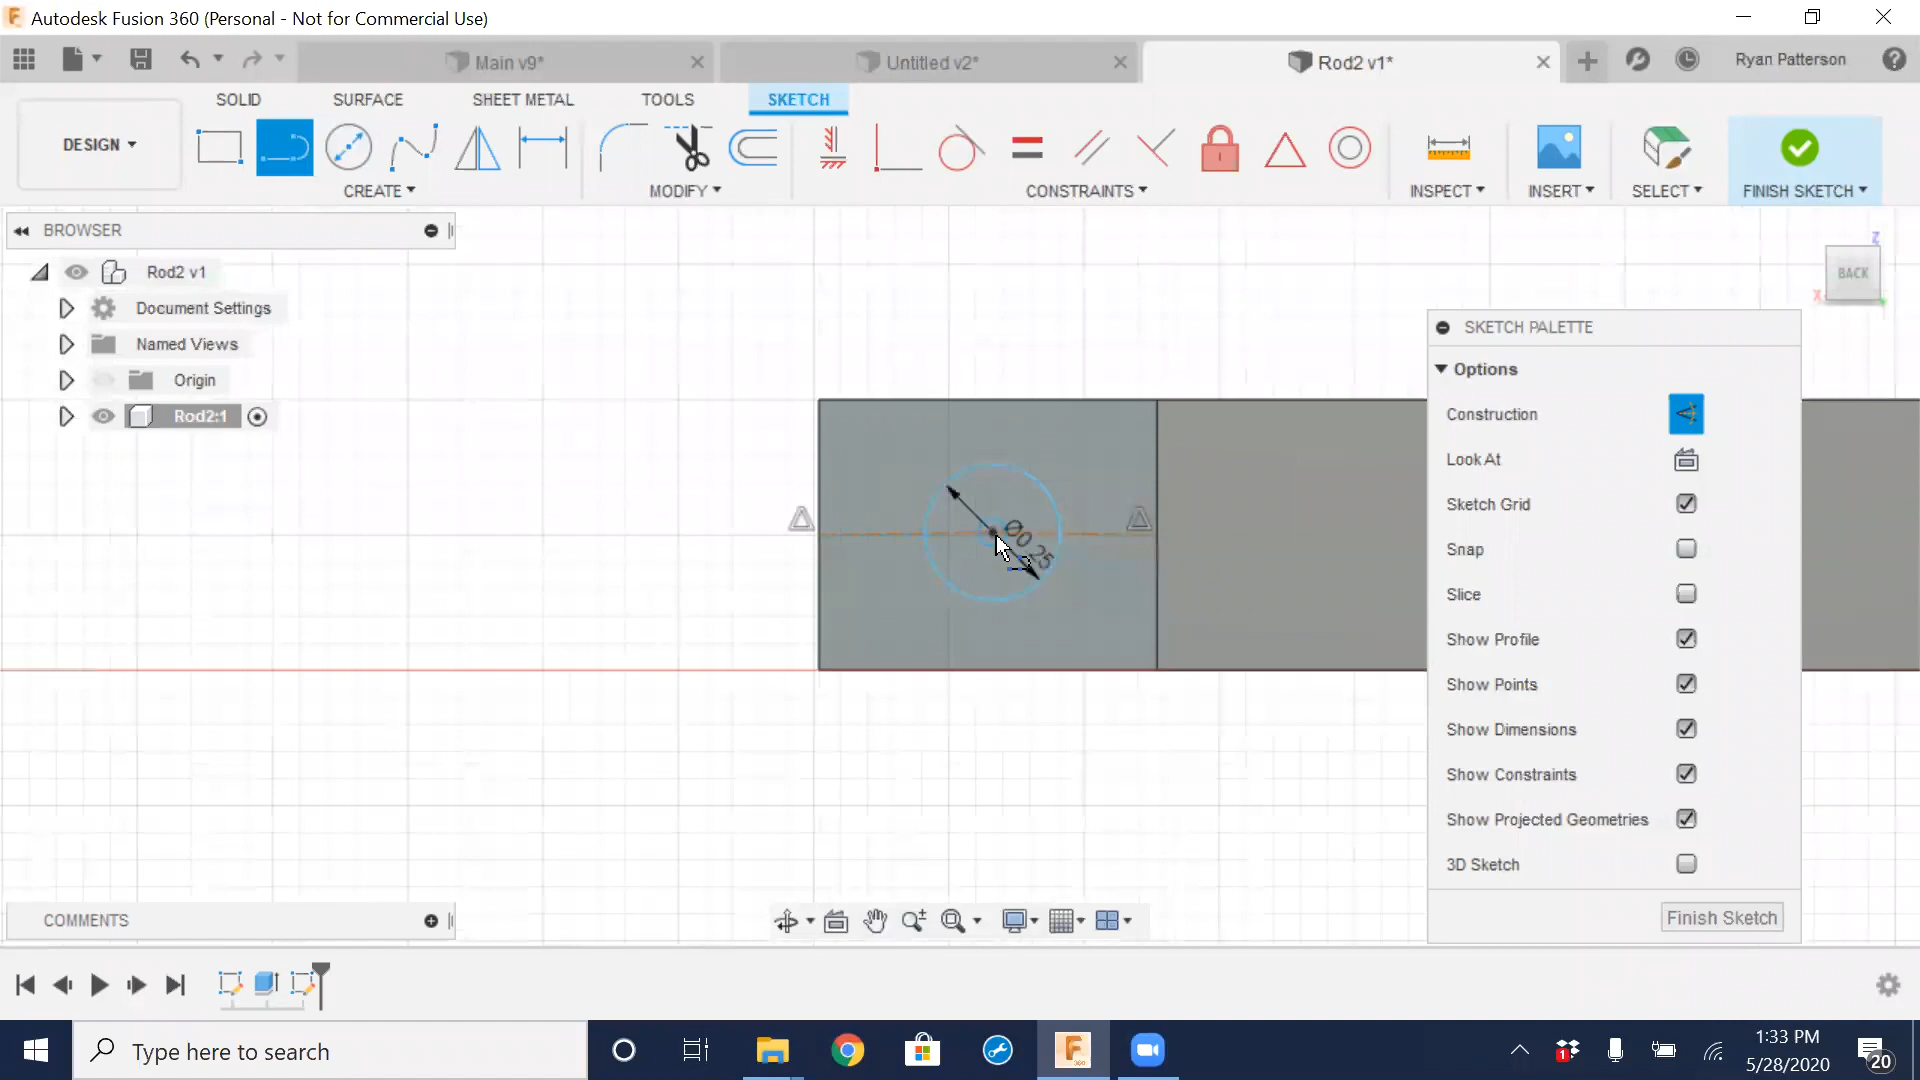 Autodesk Fusion 360 (Personal - Not for Commercial Use)
Main v9*
Untitled v2*
Rod2 v1*
Ryan Patterson
SOLID
SURFACE
SHEET METAL
TOOLS
SKETCH
DESIGN
CREATE
MODIFY
CONSTRAINTS
INSPECT
INSERT
SELECT
FINISH SKETCH
BROWSER
Rod2 v1
Document Settings
Named Views
Origin
Rod2:1
Z
BACK
X
Ø0.25
SKETCH PALETTE
Options
Construction
Look At
Sketch Grid
Snap
Slice
Show Profile
Show Points
Show Dimensions
Show Constraints
Show Projected Geometries
3D Sketch
Finish Sketch
COMMENTS
Type here to search
F
360
1
1:33 PM
5/28/2020
20